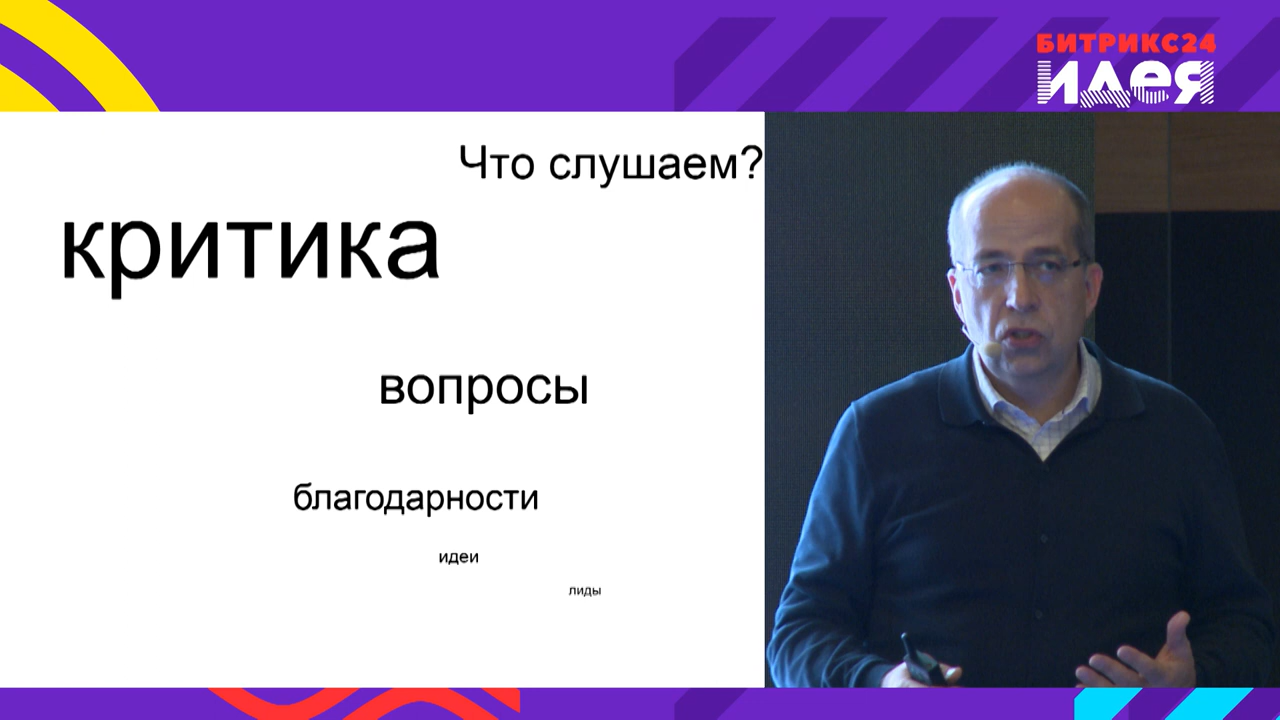 БИТРИКС24
идея
Что слушаем?
критика
вопросы
благодарности
идеи
лиды